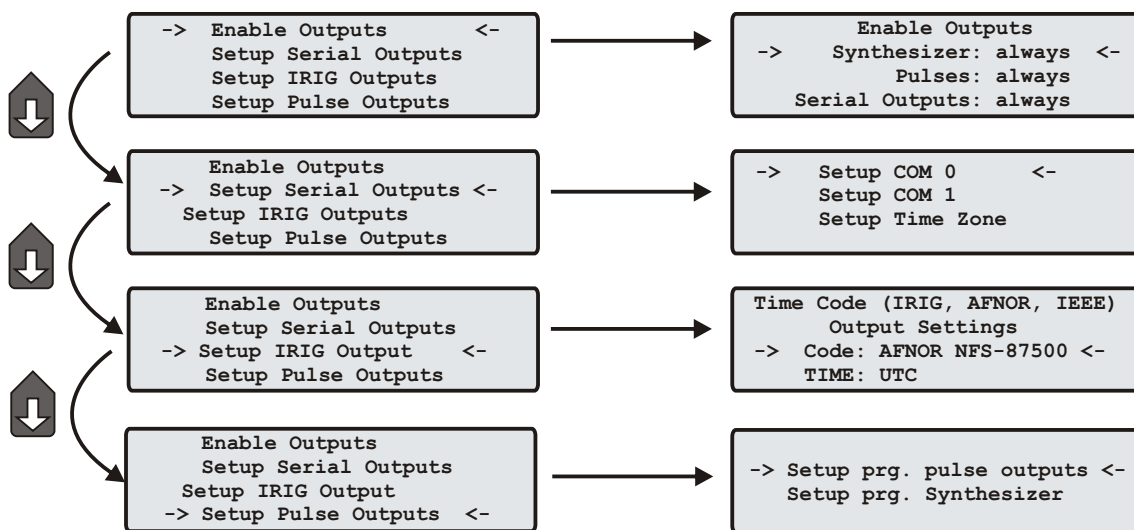 -> Enable Outputs <-
Setup Serial Outputs
Setup IRIG Outputs
Setup Pulse Outputs
Enable Outputs
-> Synthesizer: always <-
Pulses: always
Serial Outputs: always
Enable Outputs
-> Setup Serial Outputs <-
Setup IRIG Outputs
Setup Pulse Outputs
-> Setup COM 0 <-
Setup COM 1
Setup Time Zone
Enable Outputs
Setup Serial Outputs
-> Setup IRIG Output <-
Setup Pulse Outputs
Time Code (IRIG, AFNOR, IEEE)
Output Settings
-> Code: AFNOR NFS-87500 <-
TIME: UTC
Enable Outputs
Setup Serial Outputs
Setup IRIG Output
-> Setup Pulse Outputs <-
-> Setup prg. pulse outputs <-
Setup prg. Synthesizer